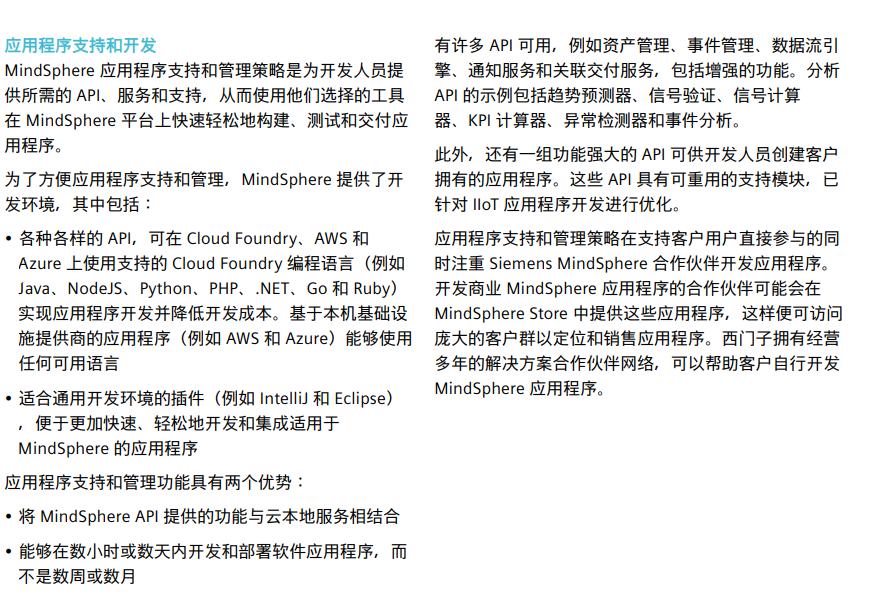 应用程序支持和开发
MindSphere 应用程序支持和管理策略是为开发人员提
供所需的 API、服务和支持，从而使用他们选择的工具
在 MindSphere 平台上快速轻松地构建、测试和交付应
用程序。
为了方便应用程序支持和管理，MindSphere 提供了开
发环境，其中包括：
• 各种各样的 API，可在 Cloud Foundry、AWS 和
Azure 上使用支持的 Cloud Foundry 编程语言（例如
Java、NodeJS、Python、PHP、.NET、Go 和 Ruby）
实现应用程序开发并降低开发成本。基于本机基础设
施提供商的应用程序（例如 AWS 和 Azure）能够使用
任何可用语言
• 适合通用开发环境的插件（例如 IntelliJ 和 Eclipse）
，便于更加快速、轻松地开发和集成适用于
MindSphere 的应用程序
应用程序支持和管理功能具有两个优势：
• 将 MindSphere API 提供的功能与云本地服务相结合
• 能够在数小时或数天内开发和部署软件应用程序，而
不是数周或数月
有许多 API 可用，例如资产管理、事件管理、数据流引
擎、通知服务和关联交付服务，包括增强的功能。分析
API 的示例包括趋势预测器、信号验证、信号计算
器、KPI 计算器、异常检测器和事件分析。
此外，还有一组功能强大的 API 可供开发人员创建客户
拥有的应用程序。这些 API 具有可重用的支持模块，已
针对 IIoT 应用程序开发进行优化。
应用程序支持和管理策略在支持客户用户直接参与的同
时注重 Siemens MindSphere 合作伙伴开发应用程序。
开发商业 MindSphere 应用程序的合作伙伴可能会在
MindSphere Store 中提供这些应用程序，这样便可访问
庞大的客户群以定位和销售应用程序。西门子拥有经营
多年的解决方案合作伙伴网络，可以帮助客户自行开发
MindSphere 应用程序。